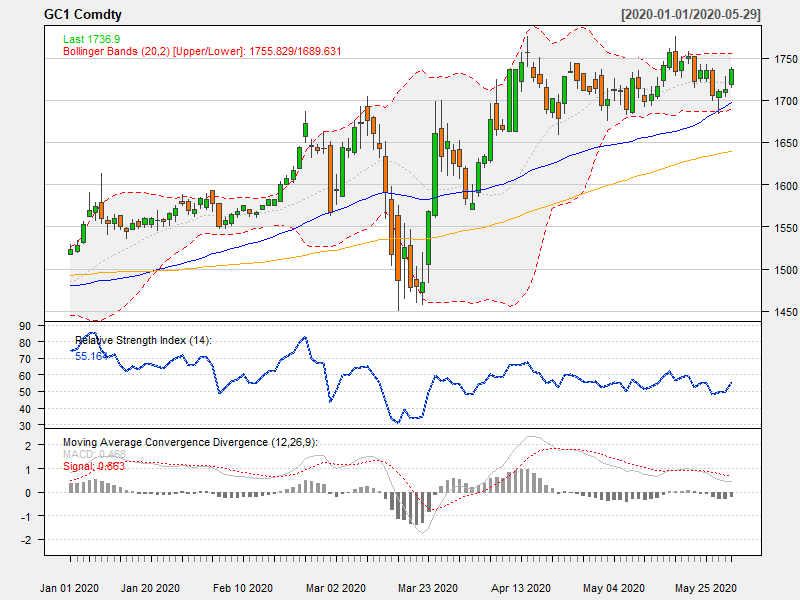 GC1 Comdty [2020-01-01/2020-05-29]
Last 1736.9
Bollinger Bands (20,2) [Upper/Lower]: 1755.829/1689.631
1750
1700
1650
1600
1550
1500
1450
90
80
70
60
50
40
30
Relative Strength Index (14):
55.164
2
1
0
-1
-2
Moving Average Convergence Divergence (12,26,9):
MACD: 0.468
Signal: 0.663
Jan 01 2020 Jan 20 2020 Feb 10 2020 Mar 02 2020 Mar 23 2020 Apr 13 2020 May 04 2020 May 25 2020